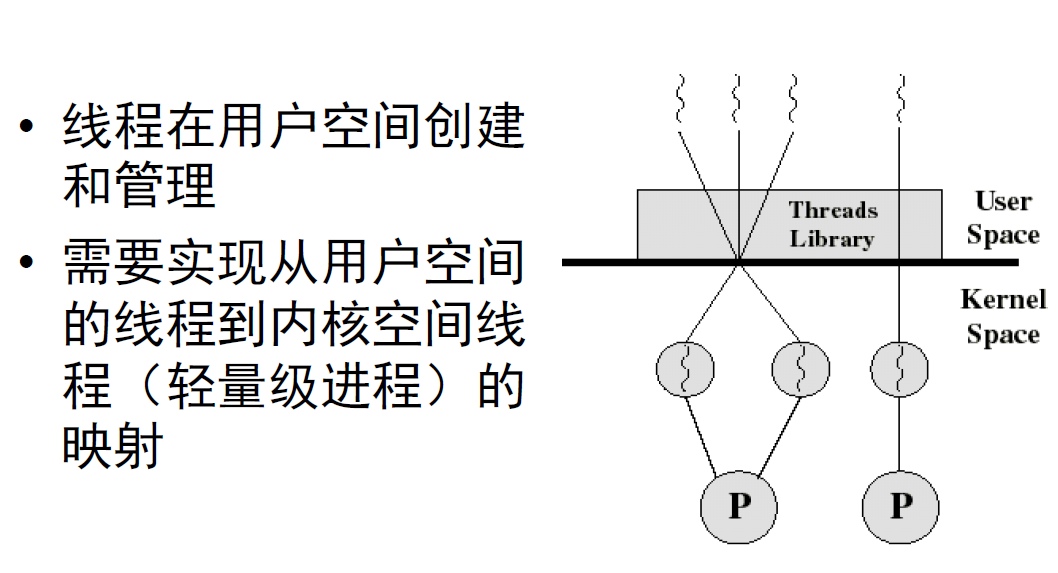 • 线程在用户空间创建
和管理
• 需要实现从用户空间
的线程到内核空间线
程（轻量级进程）的
映射
Threads
Library
User
Space
Kernel
Space
P
P